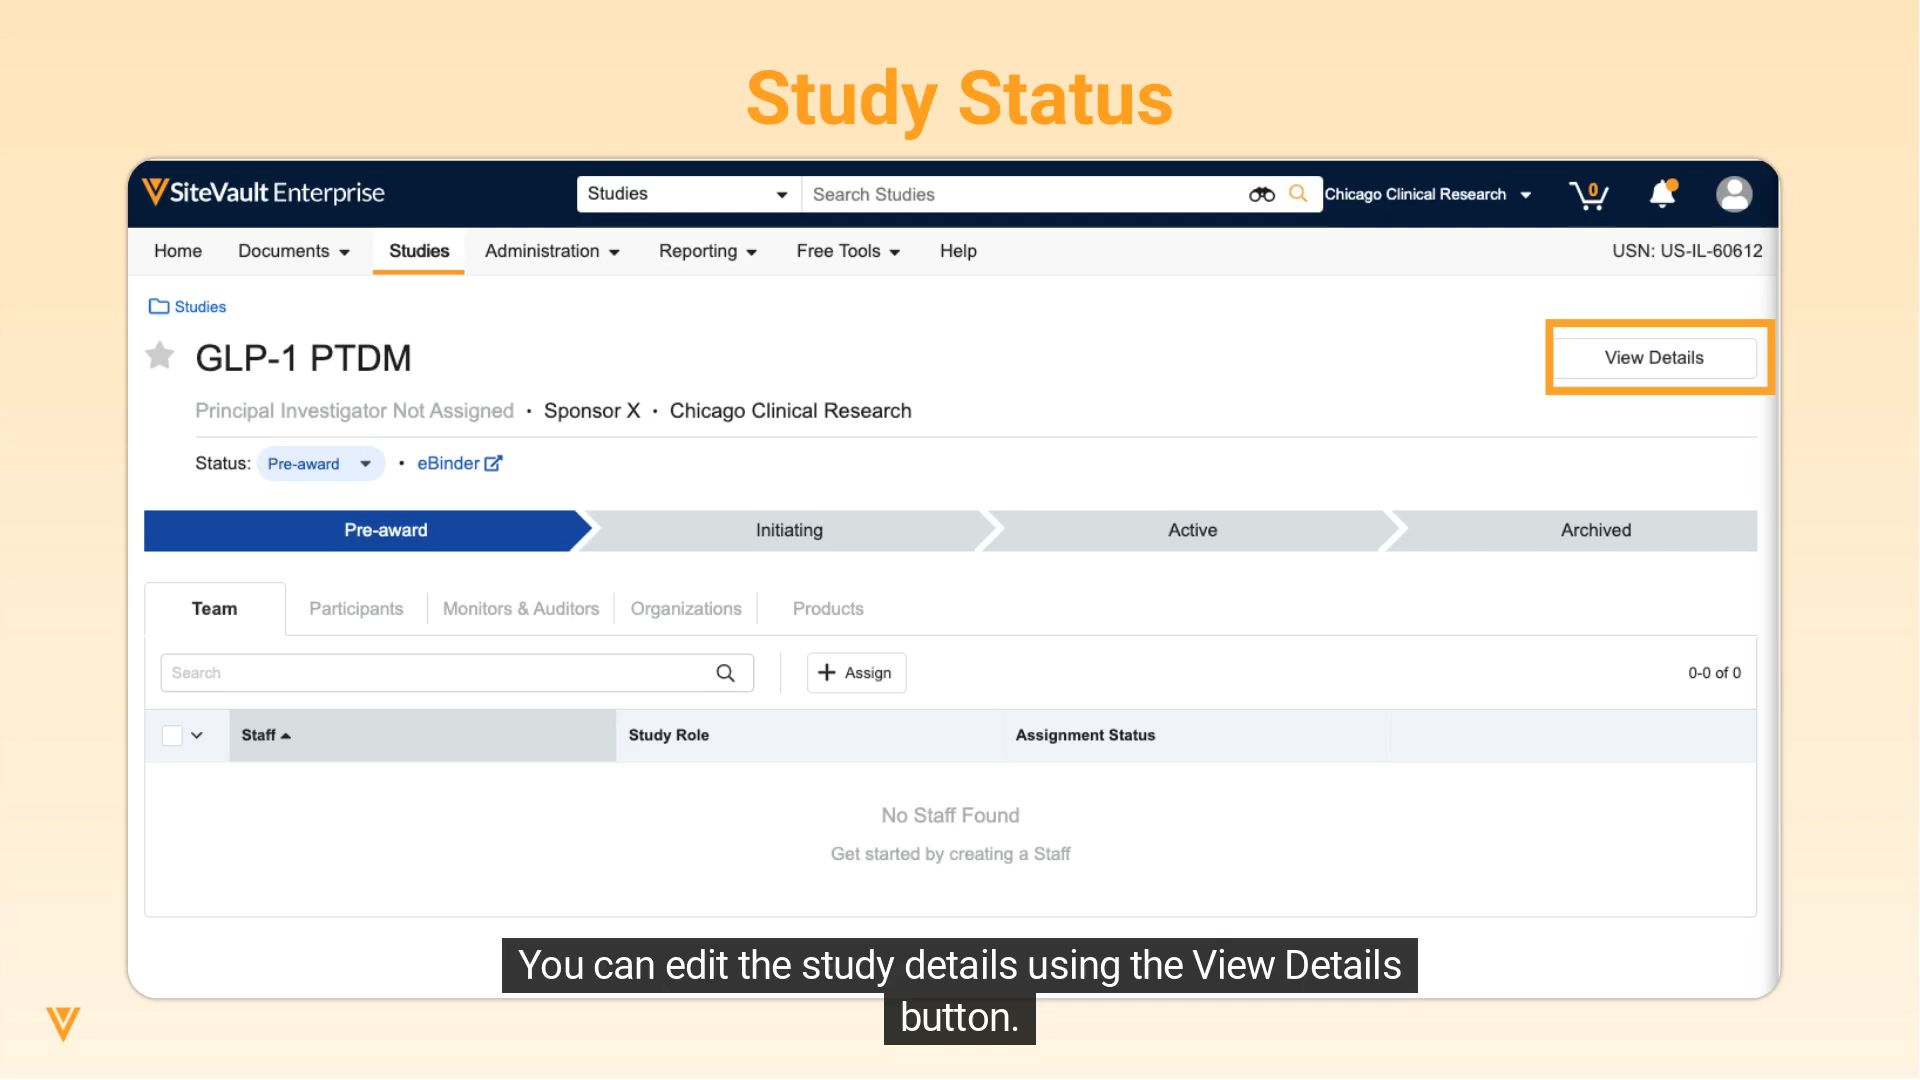 Study Status
SiteVault Enterprise
Studies
Search Studies
Chicago Clinical Research
0
Home
Documents
Studies
Administration
Reporting
Free Tools
Help
USN: US-IL-60612
Studies
GLP-1 PTDM
View Details
Principal Investigator Not Assigned · Sponsor X · Chicago Clinical Research
Status: Pre-award · eBinder
Pre-award
Initiating
Active
Archived
Team
Participants
Monitors & Auditors
Organizations
Products
Search
+ Assign
0-0 of 0
Staff
Study Role
Assignment Status
No Staff Found
Get started by creating a Staff
You can edit the study details using the View Details
button.